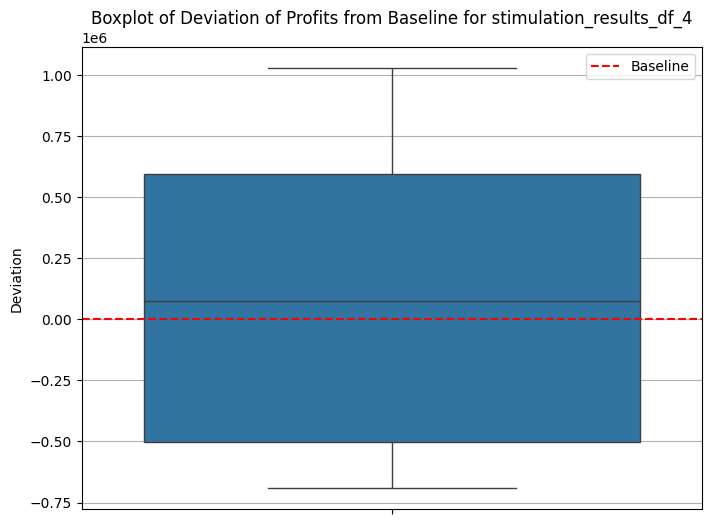 Boxplot of Deviation of Profits from Baseline for stimulation_results_df_4
1e6
Baseline
1.00
0.75
0.50
0.25
0.00
−0.25
−0.50
−0.75
Deviation